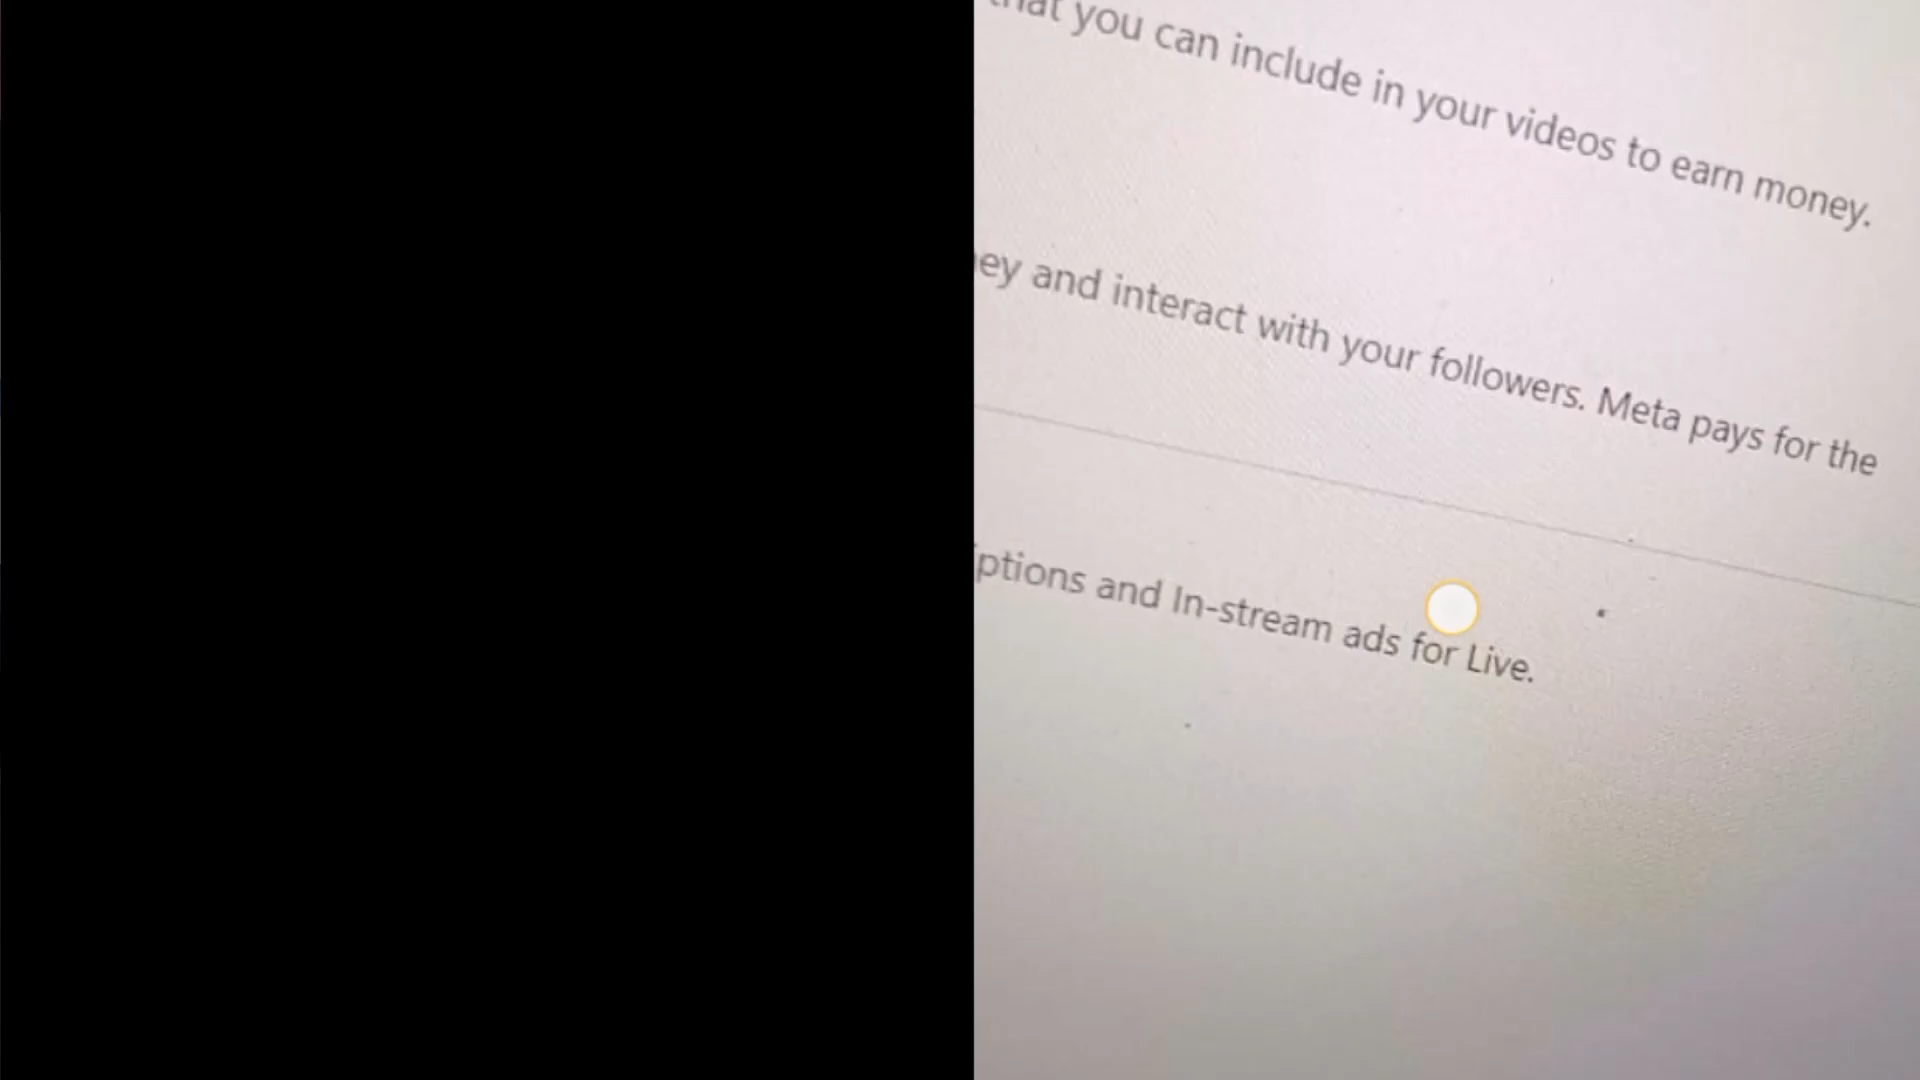 you can include in your videos to earn money.
and interact with your followers. Meta pays for the
and In-stream ads for Live.